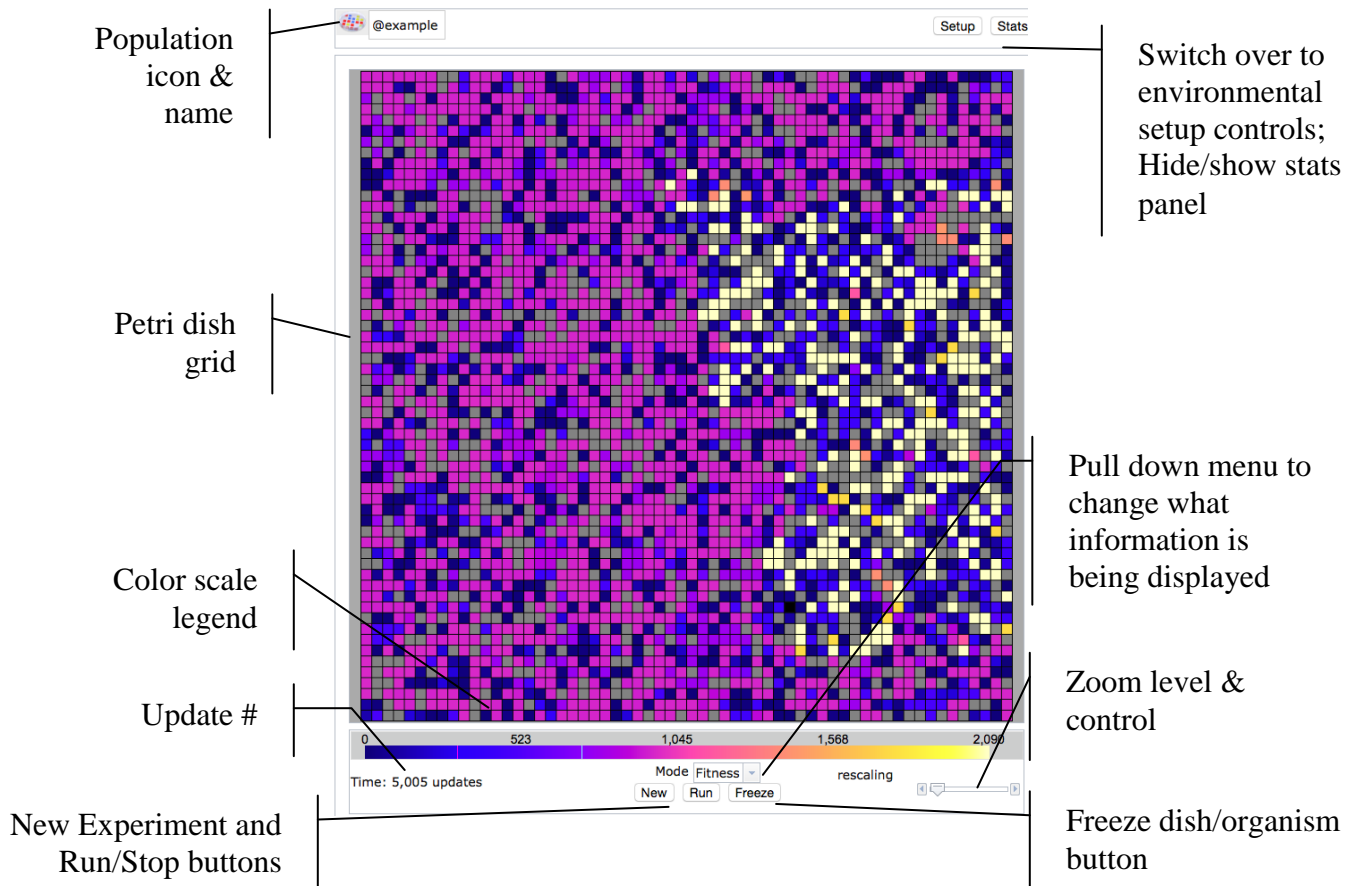 Population
icon &
name
@example
Setup
Stats
Switch over to
environmental
setup controls;
Hide/show stats
panel
Petri dish
grid
Pull down menu to
change what
information is
being displayed
Color scale
legend
Update #
Zoom level &
control
0 523 1,045 1,568 2,090
Mode Fitness
rescaling
Time: 5,005 updates
New Run Freeze
New Experiment and
Run/Stop buttons
Freeze dish/organism
button